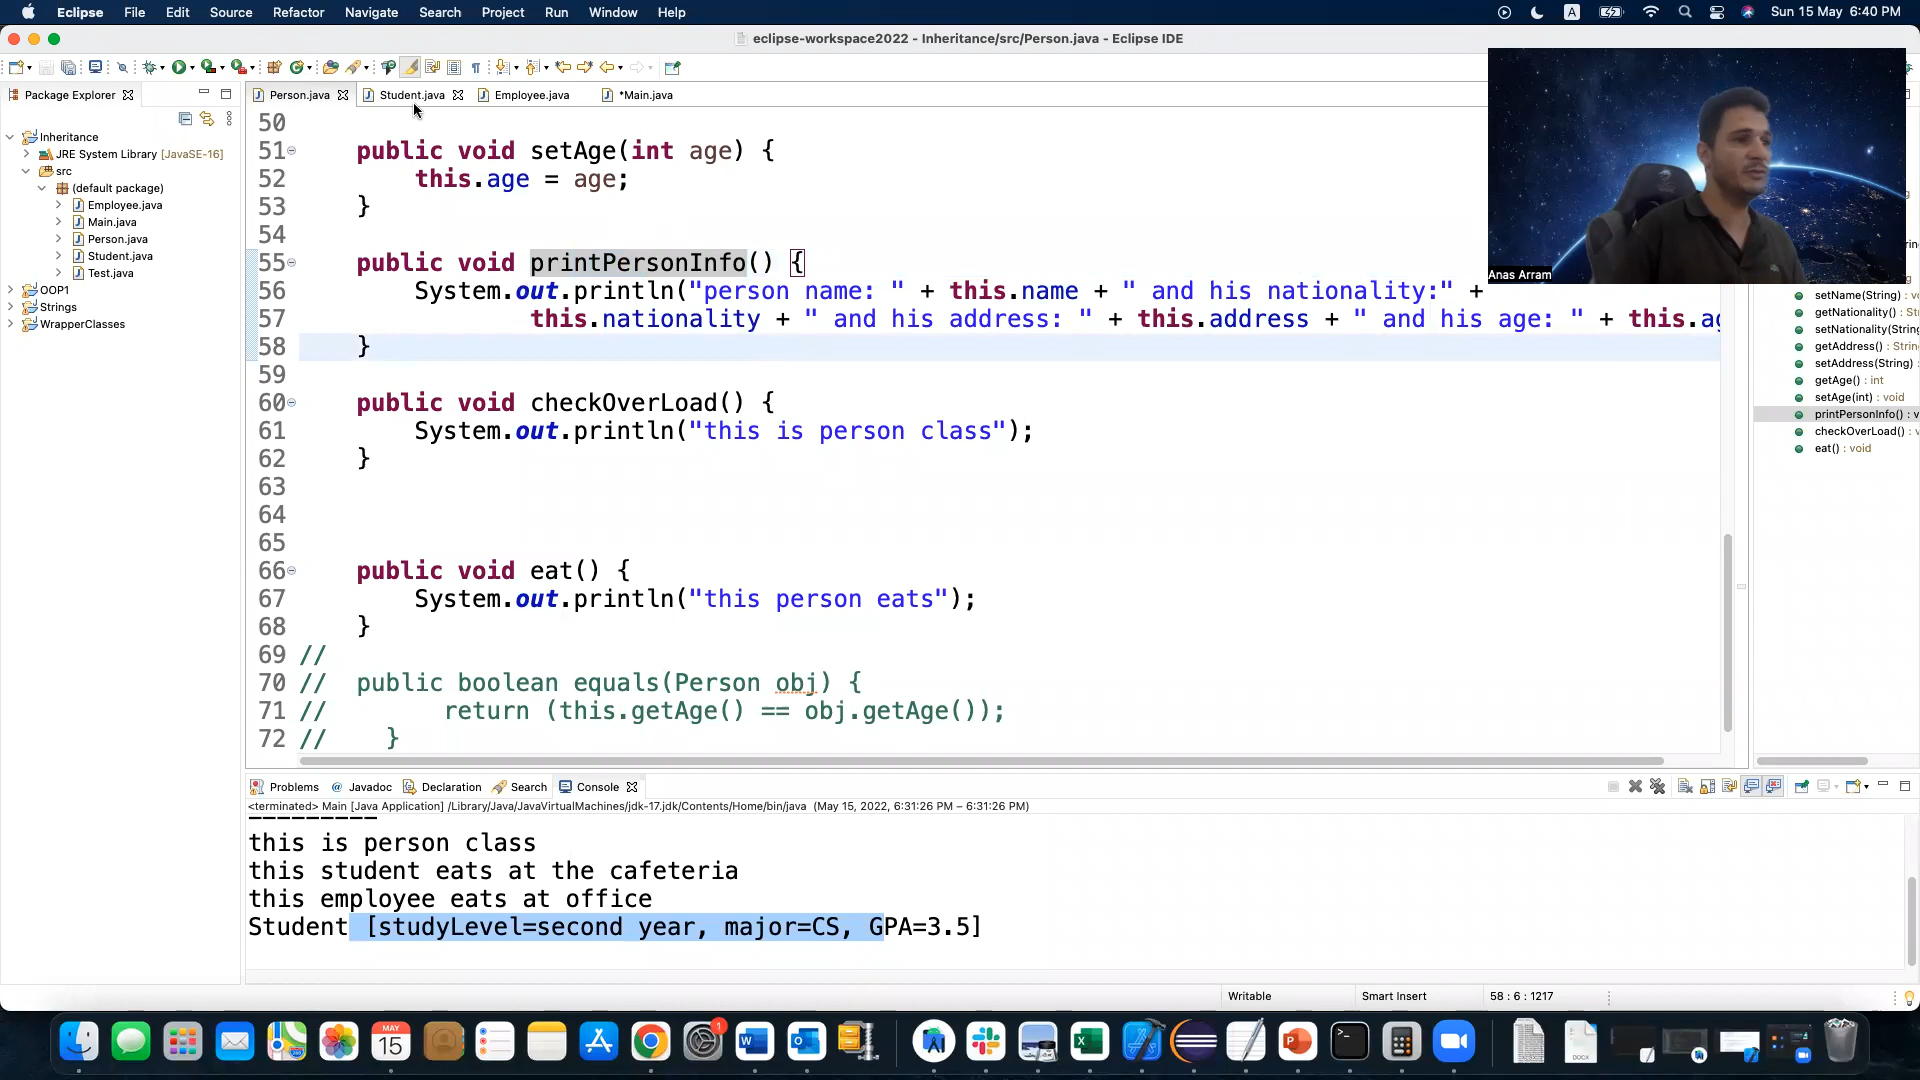 Eclipse File Edit Source Refactor Navigate Search Project Run Window Help A Sun 15 May 6:40 PM
eclipse-workspace2022 - Inheritance/src/Person.java - Eclipse IDE
Package Explorer
Person.java Student.java Employee.java *Main.java
Inheritance
JRE System Library [JavaSE-16]
src
(default package)
Employee.java
Main.java
Person.java
Student.java
Test.java
OOP1
Strings
WrapperClasses
50
51 public void setAge(int age) {
52 this.age = age;
53 }
54
55 public void printPersonInfo() {
56 System.out.println("person name: " + this.name + " and his nationality:" +
57 this.nationality + " and his address: " + this.address + " and his age: " + this.ag
58 }
59
60 public void checkOverLoad() {
61 System.out.println("this is person class");
62 }
63
64
65
66 public void eat() {
67 System.out.println("this person eats");
68 }
69 //
70 // public boolean equals(Person obj) {
71 // return (this.getAge() == obj.getAge());
72 // }
Anas Arram
setName(String) : vo
getNationality() : St
setNationality(String
getAddress() : String
setAddress(String) :
getAge() : int
setAge(int) : void
printPersonInfo() : v
checkOverLoad() : v
eat() : void
Problems @ Javadoc Declaration Search Console
<terminated> Main [Java Application] /Library/Java/JavaVirtualMachines/jdk-17.jdk/Contents/Home/bin/java (May 15, 2022, 6:31:26 PM – 6:31:26 PM)
---------
this is person class
this student eats at the cafeteria
this employee eats at office
Student [studyLevel=second year, major=CS, GPA=3.5]
Writable Smart Insert 58 : 6 : 1217
MAY
15
1
W
X
P
DOCX